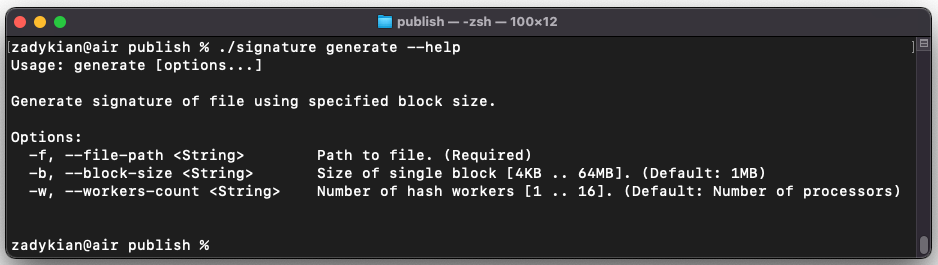 publish — -zsh — 100×12
[zadykian@air publish % ./signature generate --help ]
Usage: generate [options...]
Generate signature of file using specified block size.
Options:
-f, --file-path <String> Path to file. (Required)
-b, --block-size <String> Size of single block [4KB .. 64MB]. (Default: 1MB)
-w, --workers-count <String> Number of hash workers [1 .. 16]. (Default: Number of processors)
zadykian@air publish %